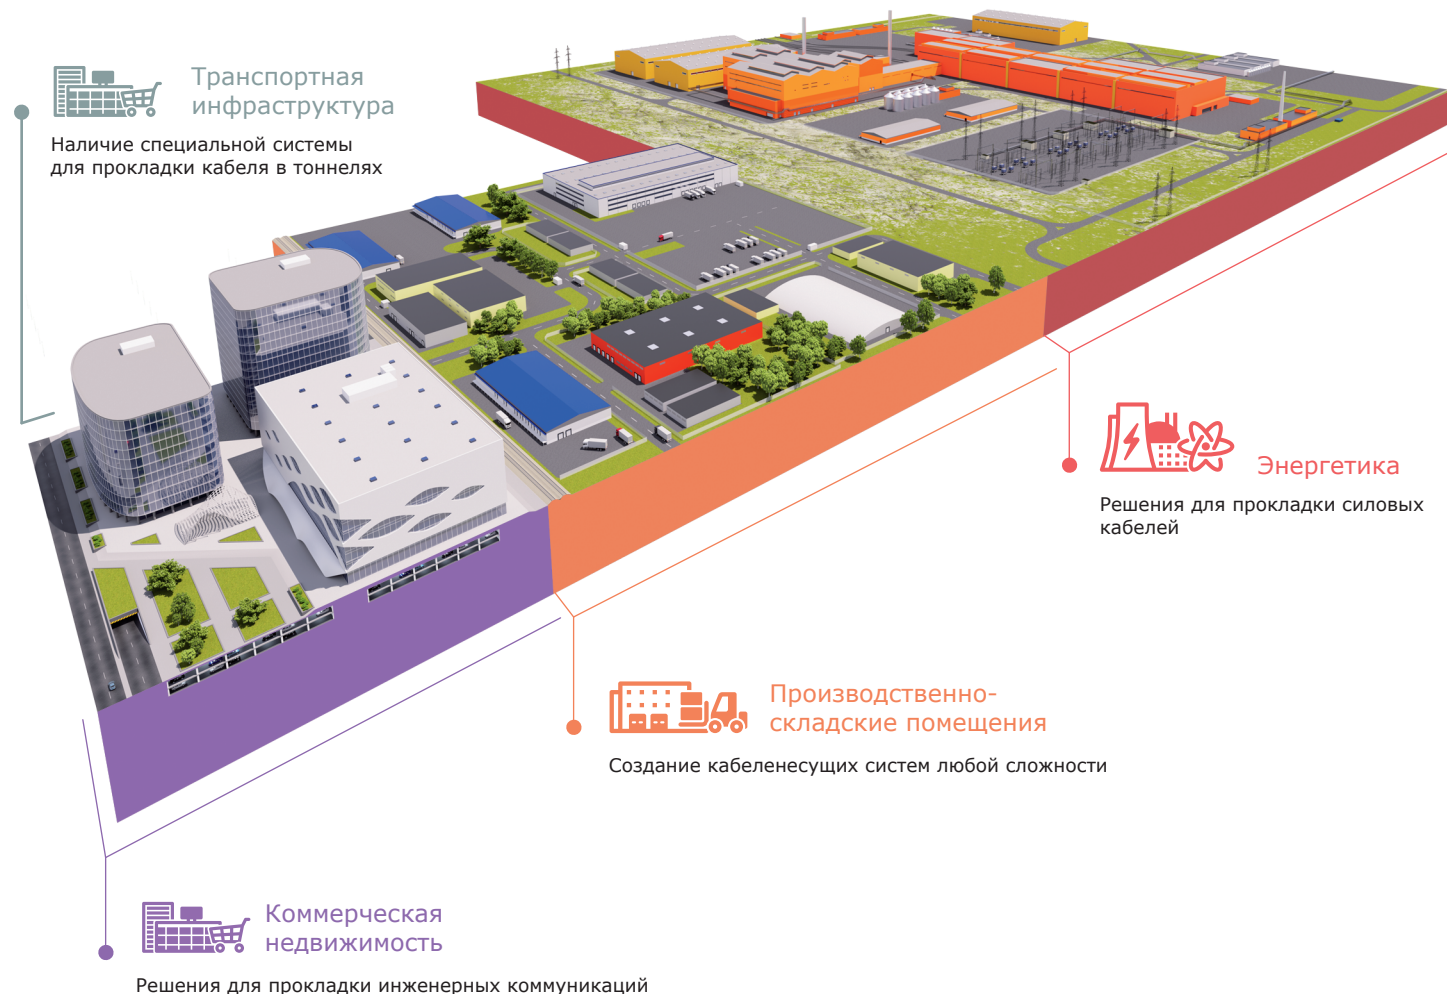 Транспортная
инфраструктура
Наличие специальной системы
для прокладки кабеля в тоннелях
Энергетика
Решения для прокладки силовых
кабелей
Производственно-
складские помещения
Создание кабеленесущих систем любой сложности
Коммерческая
недвижимость
Решения для прокладки инженерных коммуникаций